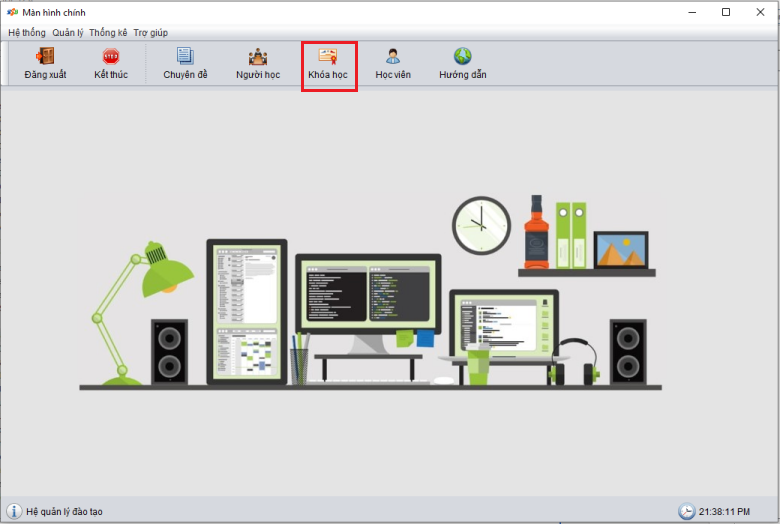 Màn hình chính
Hệ thống Quản lý Thống kê Trợ giúp
Đăng xuất Kết thúc Chuyên đề Người học Khóa học Học viên Hướng dẫn
Hệ quản lý đào tạo 21:38:11 PM